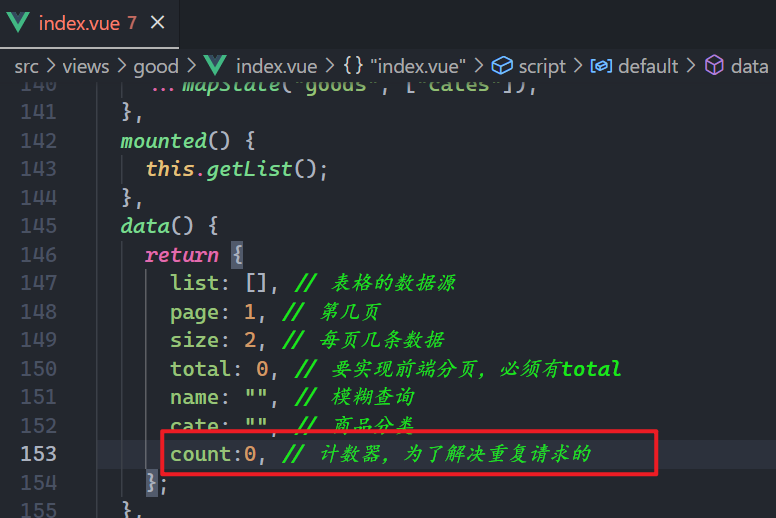 index.vue 7 ×
src > views > good > index.vue > {} "index.vue" > script > default > data
140 ...mapState("goods", ["cates"]),
141 },
142 mounted() {
143 this.getList();
144 },
145 data() {
146 return {
147 list: [], // 表格的数据源
148 page: 1, // 第几页
149 size: 2, // 每页几条数据
150 total: 0, // 要实现前端分页，必须有total
151 name: "", // 模糊查询
152 cate: "", // 商品分类
153 count:0, // 计数器，为了解决重复请求的
154 };
155 },